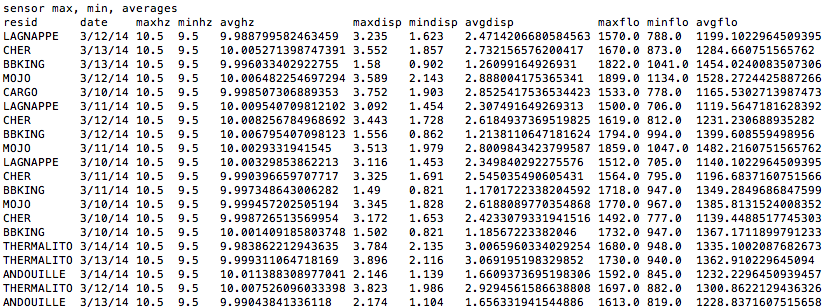 sensor max, min, averages
resid date maxhz minhz avghz maxdisp mindisp avgdisp maxflo minflo avgflo
LAGNAPPE 3/12/14 10.5 9.5 9.988799582463459 3.235 1.623 2.4714206680584563 1570.0 788.0 1199.1022964509395
CHER 3/13/14 10.5 9.5 10.005271398747391 3.552 1.857 2.732156576200417 1670.0 873.0 1284.660751565762
BBKING 3/13/14 10.5 9.5 9.996033402922755 1.58 0.902 1.26099164926931 1822.0 1041.0 1454.0240083507306
MOJO 3/12/14 10.5 9.5 10.006482254697294 3.589 2.143 2.888004175365341 1899.0 1134.0 1528.2724425887266
CARGO 3/10/14 10.5 9.5 9.998507306889353 3.752 1.903 2.8525417536534423 1533.0 778.0 1165.5302713987473
LAGNAPPE 3/11/14 10.5 9.5 10.009540709812102 3.092 1.454 2.307491649269313 1500.0 706.0 1119.5647181628392
CHER 3/12/14 10.5 9.5 10.008256784968692 3.443 1.728 2.6184937369519825 1619.0 812.0 1231.230688935282
BBKING 3/12/14 10.5 9.5 10.006795407098123 1.556 0.862 1.2138110647181624 1794.0 994.0 1399.608559498956
MOJO 3/11/14 10.5 9.5 10.0029331941545 3.513 1.979 2.8009843423799587 1859.0 1047.0 1482.2160751565762
LAGNAPPE 3/10/14 10.5 9.5 10.00329853862213 3.116 1.453 2.349840292275576 1512.0 705.0 1140.1022964509395
CHER 3/11/14 10.5 9.5 9.990396659707717 3.325 1.691 2.545035490605431 1564.0 795.0 1196.6837160751566
BBKING 3/11/14 10.5 9.5 9.997348643006282 1.49 0.821 1.1701722338204592 1718.0 947.0 1349.2849686847599
MOJO 3/10/14 10.5 9.5 9.999457202505194 3.345 1.828 2.6188089770354868 1770.0 967.0 1385.8131524008352
CHER 3/10/14 10.5 9.5 9.998726513569954 3.172 1.653 2.4233079331941516 1492.0 777.0 1139.4488517745303
BBKING 3/10/14 10.5 9.5 10.001409185803748 1.502 0.821 1.18567223382046 1732.0 947.0 1367.1711899791233
THERMALITO 3/14/14 10.5 9.5 9.983862212943635 3.784 2.135 3.0065960334029254 1680.0 948.0 1335.1002087682673
THERMALITO 3/13/14 10.5 9.5 9.999311064718169 3.896 2.116 3.0691951983298​52 1730.0 940.0 1362.910229645094
ANDOUILLE 3/14/14 10.5 9.5 10.011388308977041 2.146 1.139 1.6609373695198306 1592.0 845.0 1232.2296450939457
THERMALITO 3/12/14 10.5 9.5 10.007526096033398 3.823 1.986 2.9294561586638808 1697.0 882.0 1300.8622129436326
ANDOUILLE 3/13/14 10.5 9.5 9.99043841336118 2.174 1.104 1.656331941544886 1613.0 819.0 1228.8371607515658